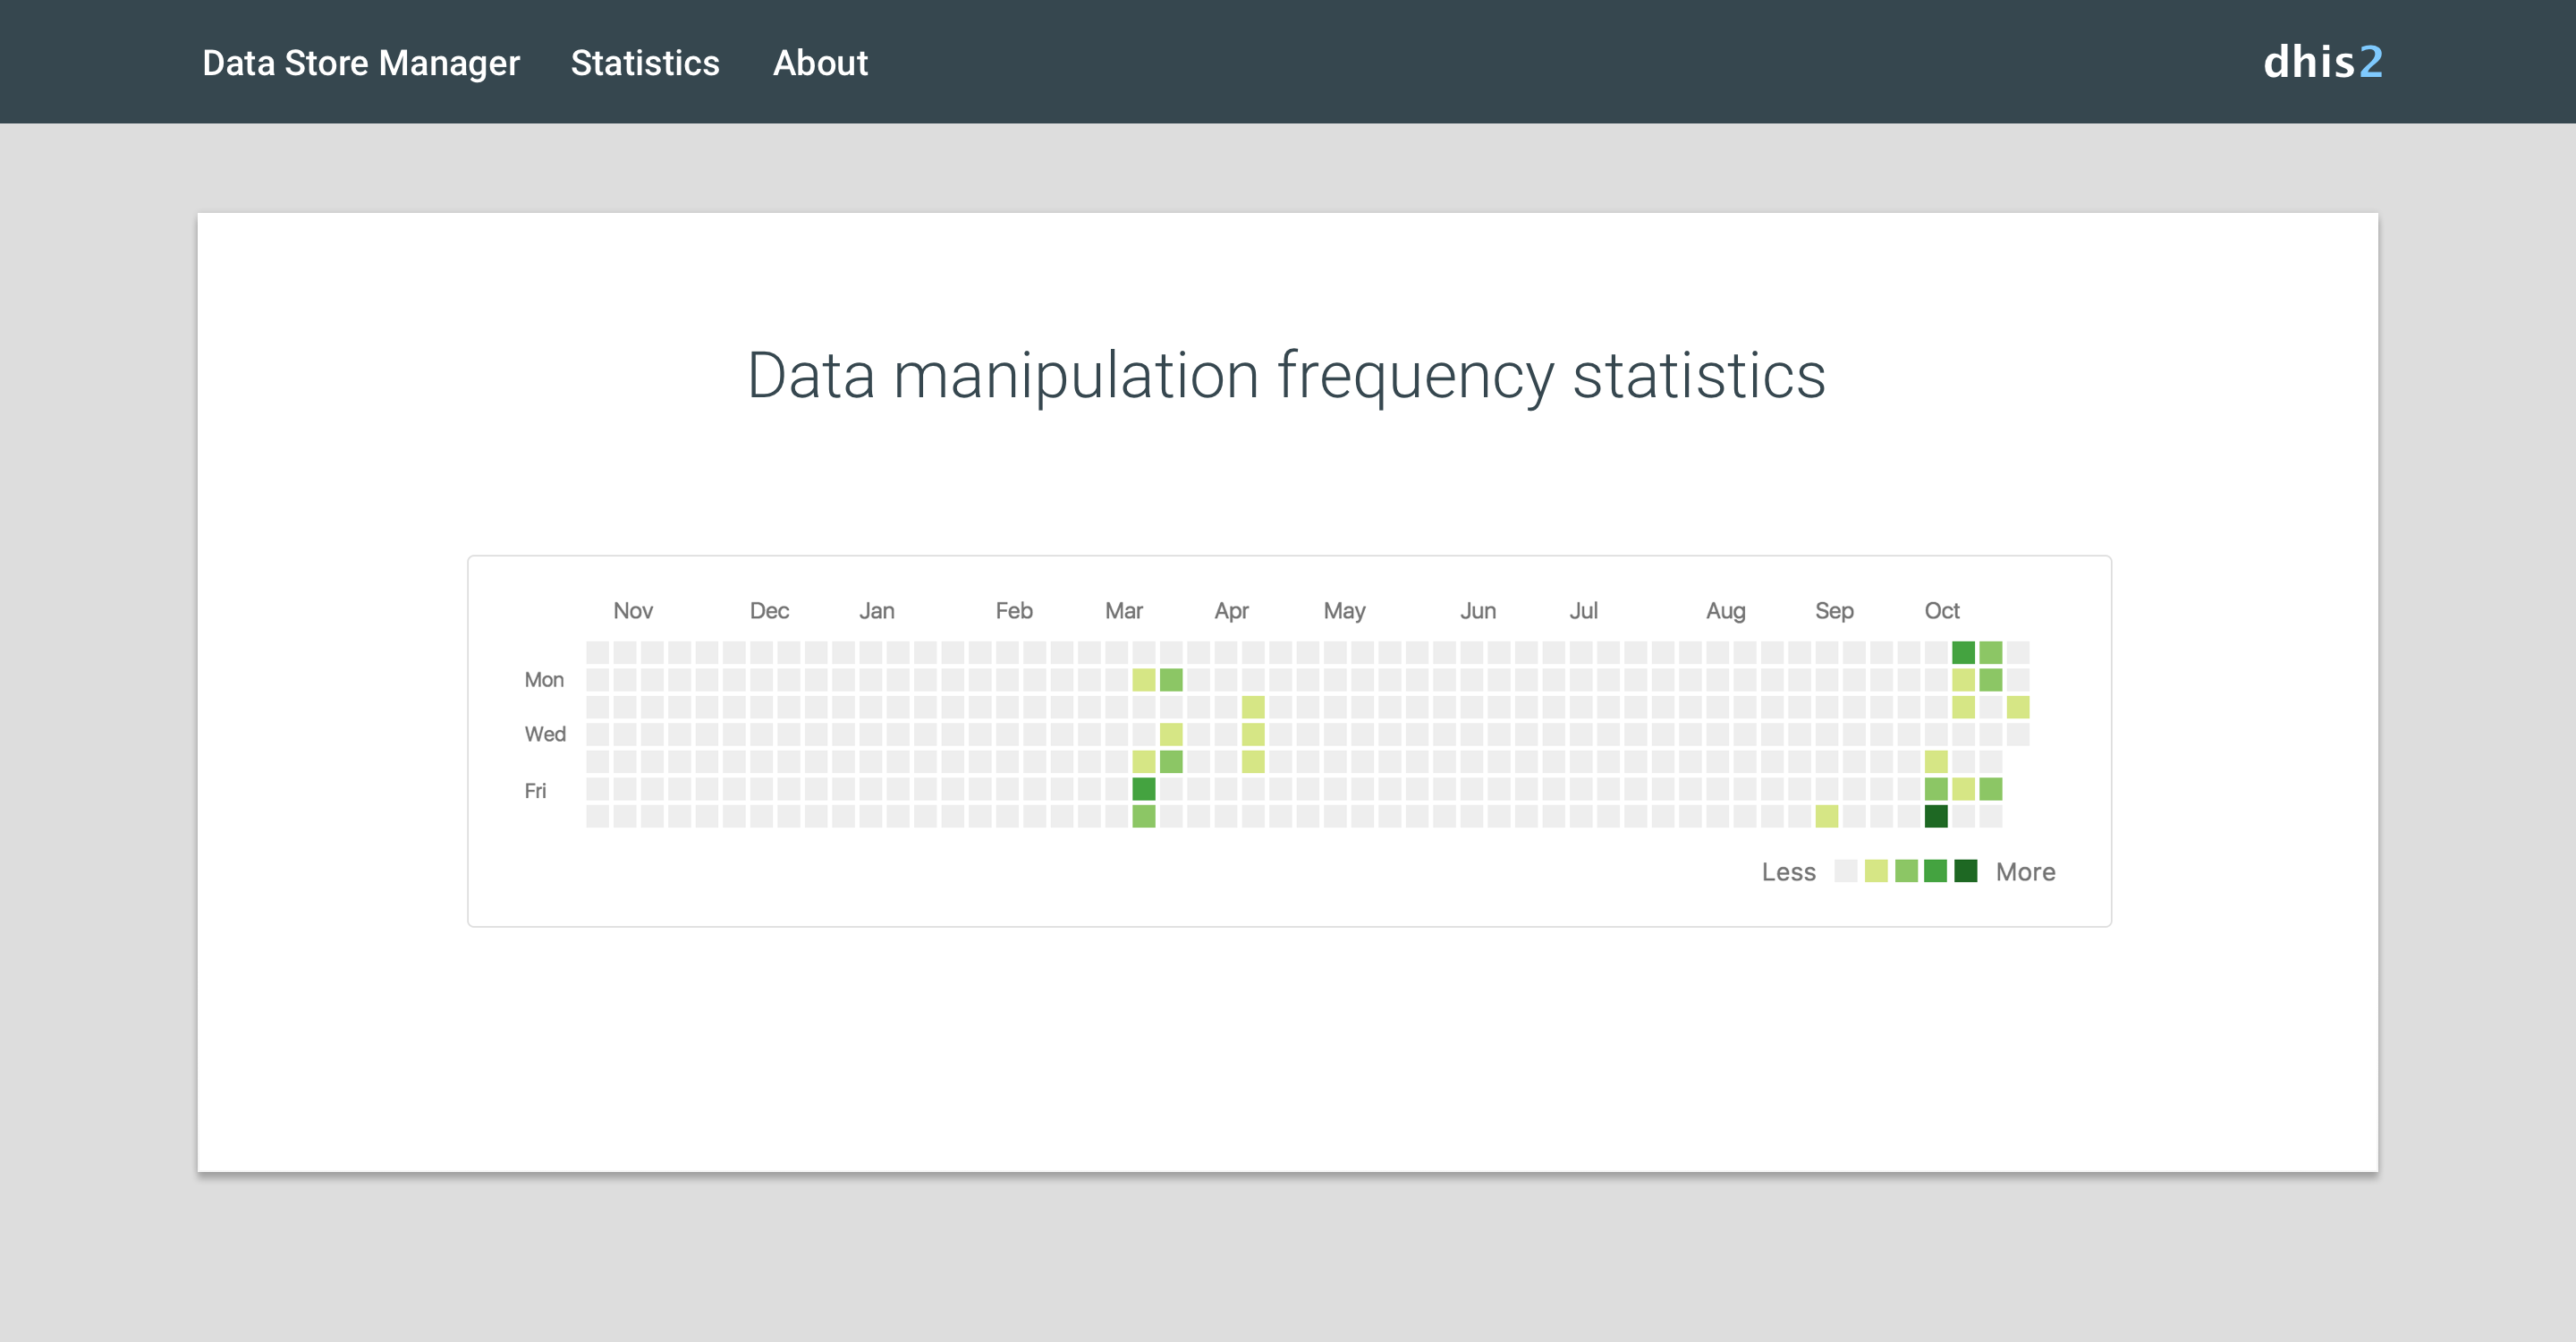 Data Store Manager Statistics About dhis2
Data manipulation frequency statistics
Nov Dec Jan Feb Mar Apr May Jun Jul Aug Sep Oct
Mon
Wed
Fri
Less More